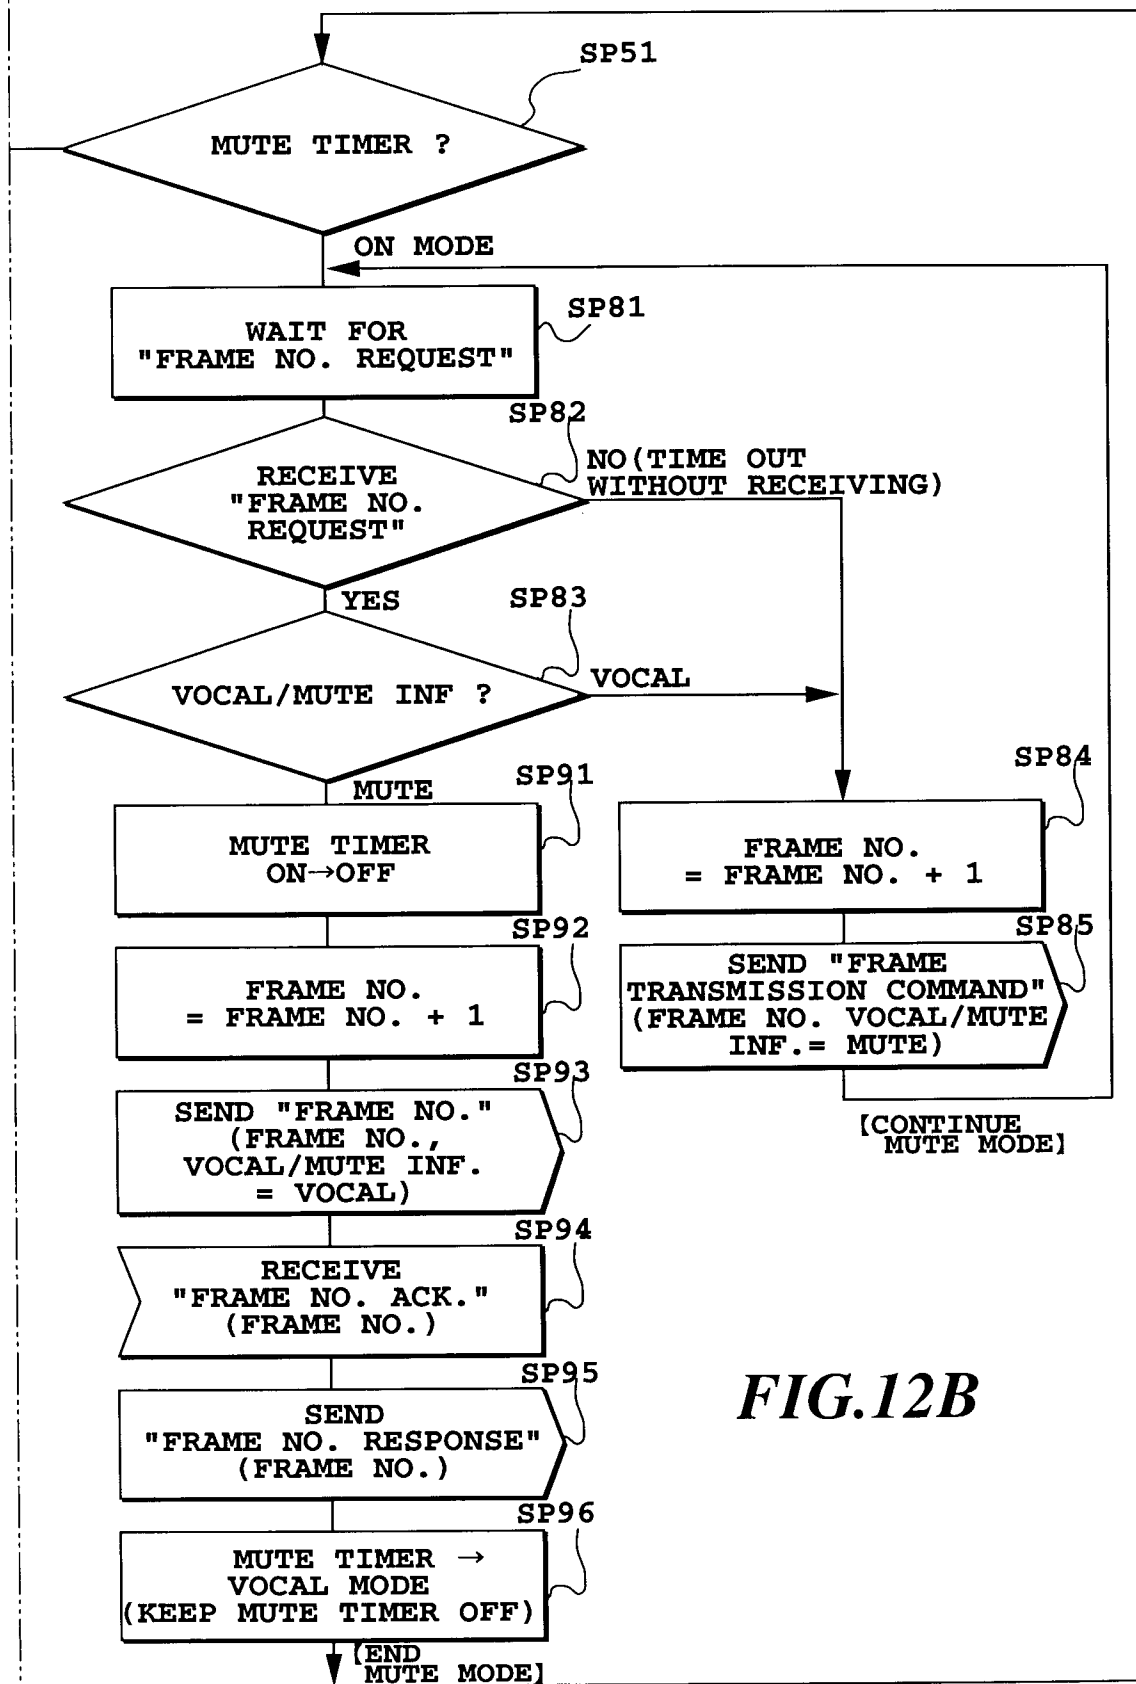 SP51
MUTE TIMER ?
ON MODE
SP81
WAIT FOR
"FRAME NO. REQUEST"
SP82
RECEIVE
"FRAME NO.
REQUEST"
NO(TIME OUT
WITHOUT RECEIVING)
YES
SP83
VOCAL/MUTE INF ?
VOCAL
MUTE
SP91
MUTE TIMER
ON→OFF
SP84
FRAME NO.
= FRAME NO. + 1
SP92
FRAME NO.
= FRAME NO. + 1
SP85
SEND "FRAME
TRANSMISSION COMMAND"
(FRAME NO. VOCAL/MUTE
INF.= MUTE)
【CONTINUE
MUTE MODE】
SP93
SEND "FRAME NO."
(FRAME NO.,
VOCAL/MUTE INF.
= VOCAL)
SP94
RECEIVE
"FRAME NO. ACK."
(FRAME NO.)
SP95
SEND
"FRAME NO. RESPONSE"
(FRAME NO.)
FIG.12B
SP96
MUTE TIMER →
VOCAL MODE
(KEEP MUTE TIMER OFF)
【END
MUTE MODE】